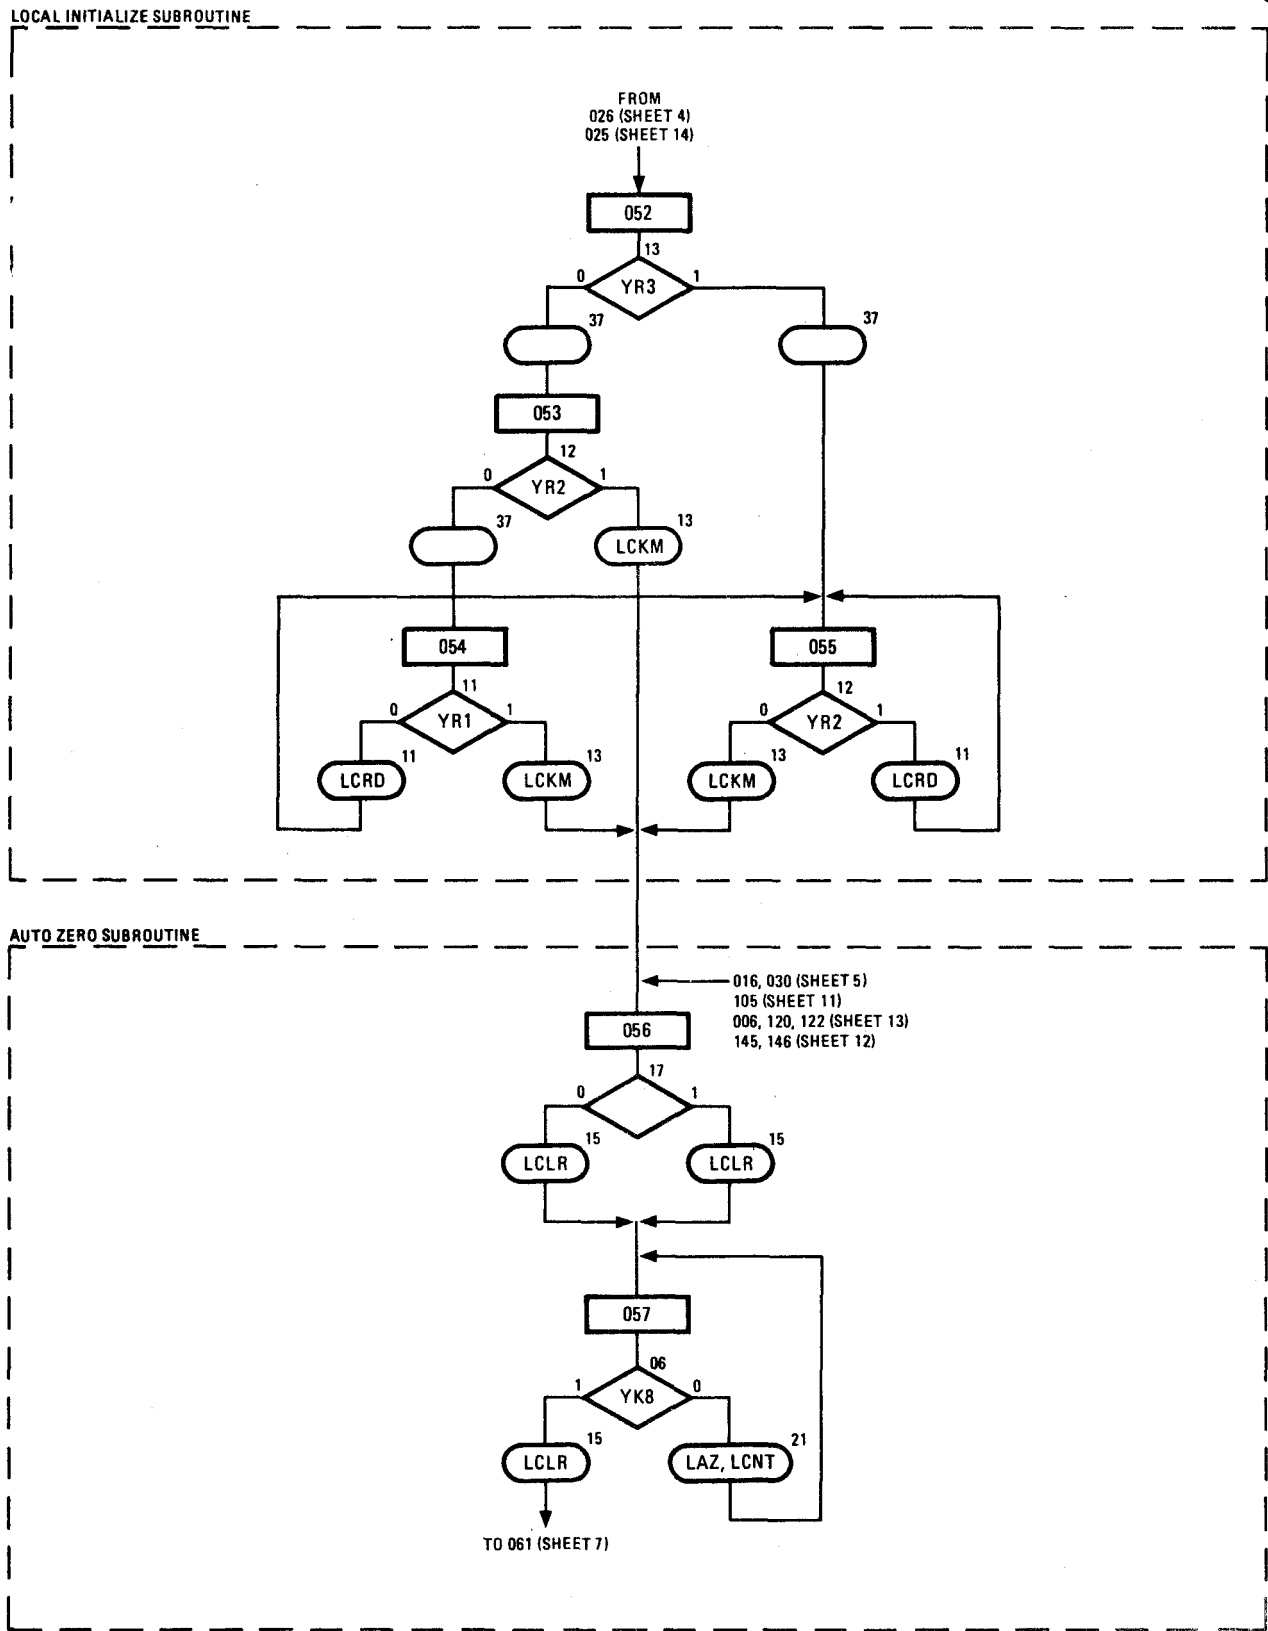 LOCAL INITIALIZE SUBROUTINE
FROM
026 (SHEET 4)
025 (SHEET 14)
052
13
0
YR3
1
37
37
053
12
0
YR2
1
37
13
LCKM
054
055
11
12
0
YR1
1
0
YR2
1
11
13
13
11
LCRD
LCKM
LCKM
LCRD
AUTO ZERO SUBROUTINE
016, 030 (SHEET 5)
105 (SHEET 11)
006, 120, 122 (SHEET 13)
145, 146 (SHEET 12)
056
17
0
1
15
15
LCLR
LCLR
057
06
1
YK8
0
15
21
LCLR
LAZ, LCNT
TO 061 (SHEET 7)